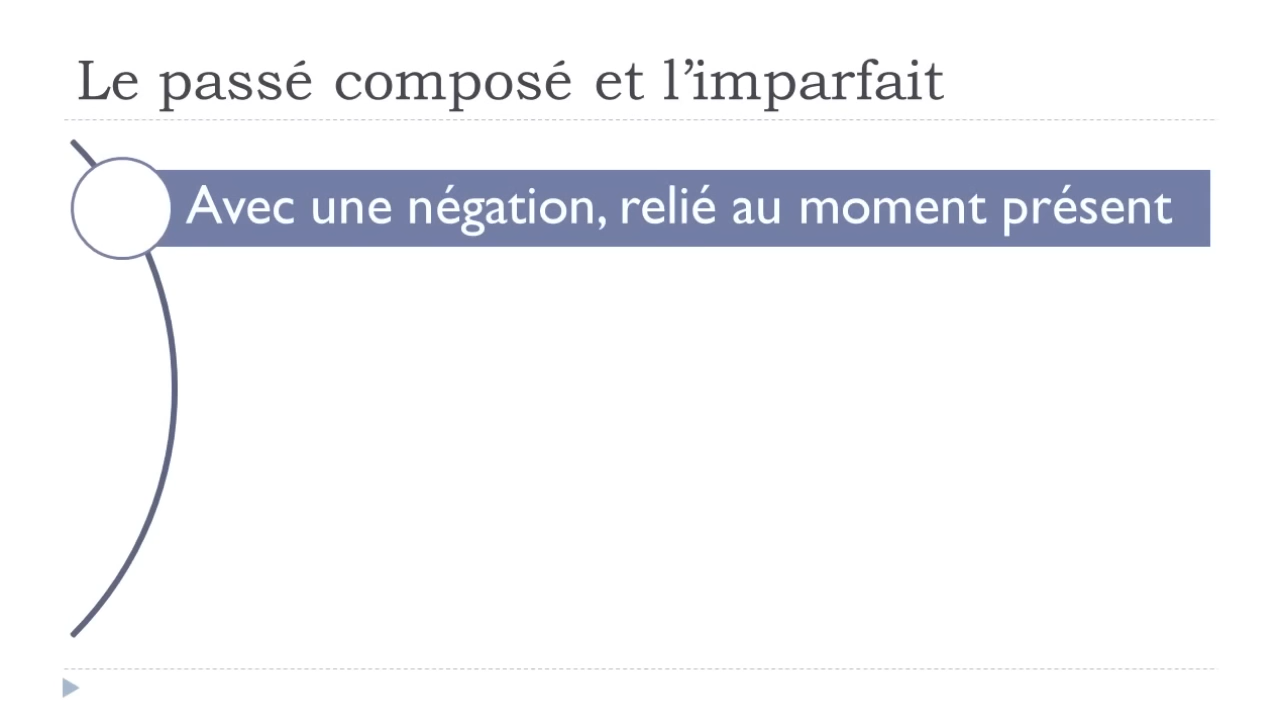 Le passé composé et l’imparfait
Avec une négation, relié au moment présent